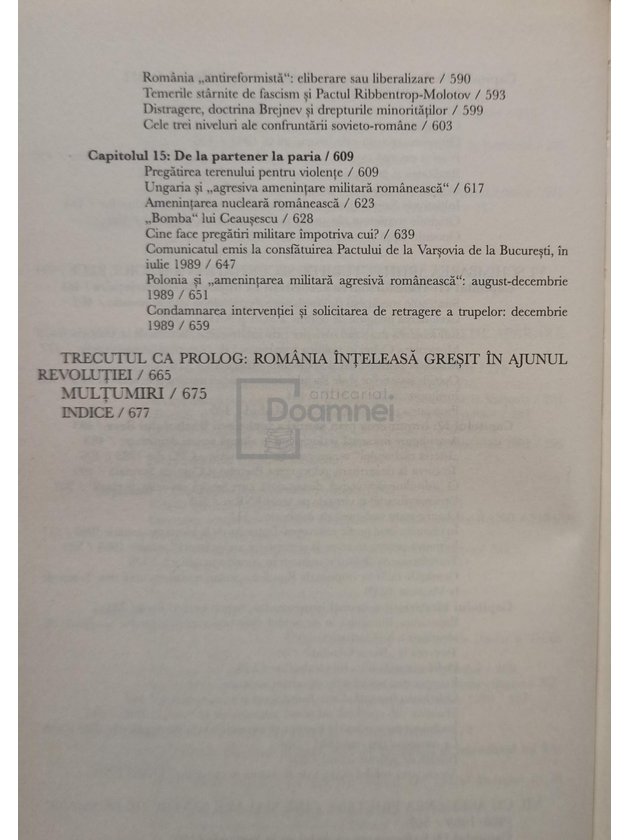 România „antireformistă“: eliberare sau liberalizare / 590
Temerile stârnite de fascism și Pactul Ribbentrop-Molotov / 593
Distragere, doctrina Brejnev și drepturile minorităților / 599
Cele trei niveluri ale confruntării sovieto-române / 603
Capitolul 15: De la partener la paria / 609
Pregătirea terenului pentru violențe / 609
Ungaria și „agresiva amenințare militară românească“ / 617
Amenințarea nucleară românească / 623
„Bomba“ lui Ceaușescu / 628
Cine face pregătiri militare împotriva cui? / 639
Comunicatul emis la consfătuirea Pactului de la Varșovia de la București, în
iulie 1989 / 647
Polonia și „amenințarea militară agresivă românească“: august-decembrie
1989 / 651
Condamnarea intervenției și solicitarea de retragere a trupelor: decembrie
1989 / 659
TRECUTUL CA PROLOG: ROMÂNIA ÎNȚELEASĂ GREȘIT ÎN AJUNUL
REVOLUȚIEI / 665
MULȚUMIRI / 675
INDICE / 677
anticariat
Doamnei